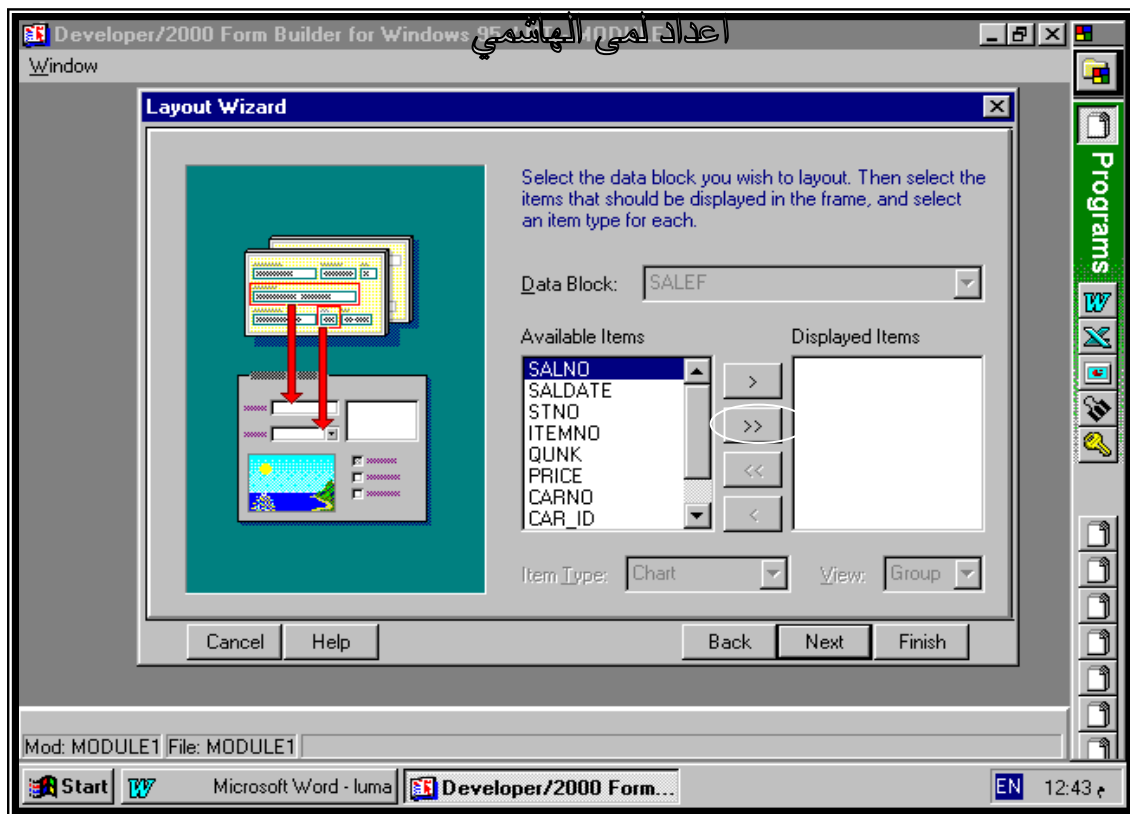 Developer/2000 Form Builder for Windows
اعداد لمى الهاشمي
Window
Layout Wizard
Select the data block you wish to layout. Then select the
items that should be displayed in the frame, and select
an item type for each.
Data Block: SALEF
Available Items
Displayed Items
SALNO
SALDATE
STNO
ITEMNO
QUNK
PRICE
CARNO
CAR_ID
>
>>
<<
<
Item Type: Chart View: Group
Cancel Help Back Next Finish
Programs
Mod: MODULE1 File: MODULE1
Start Microsoft Word - luma Developer/2000 Form... EN 12:43 م